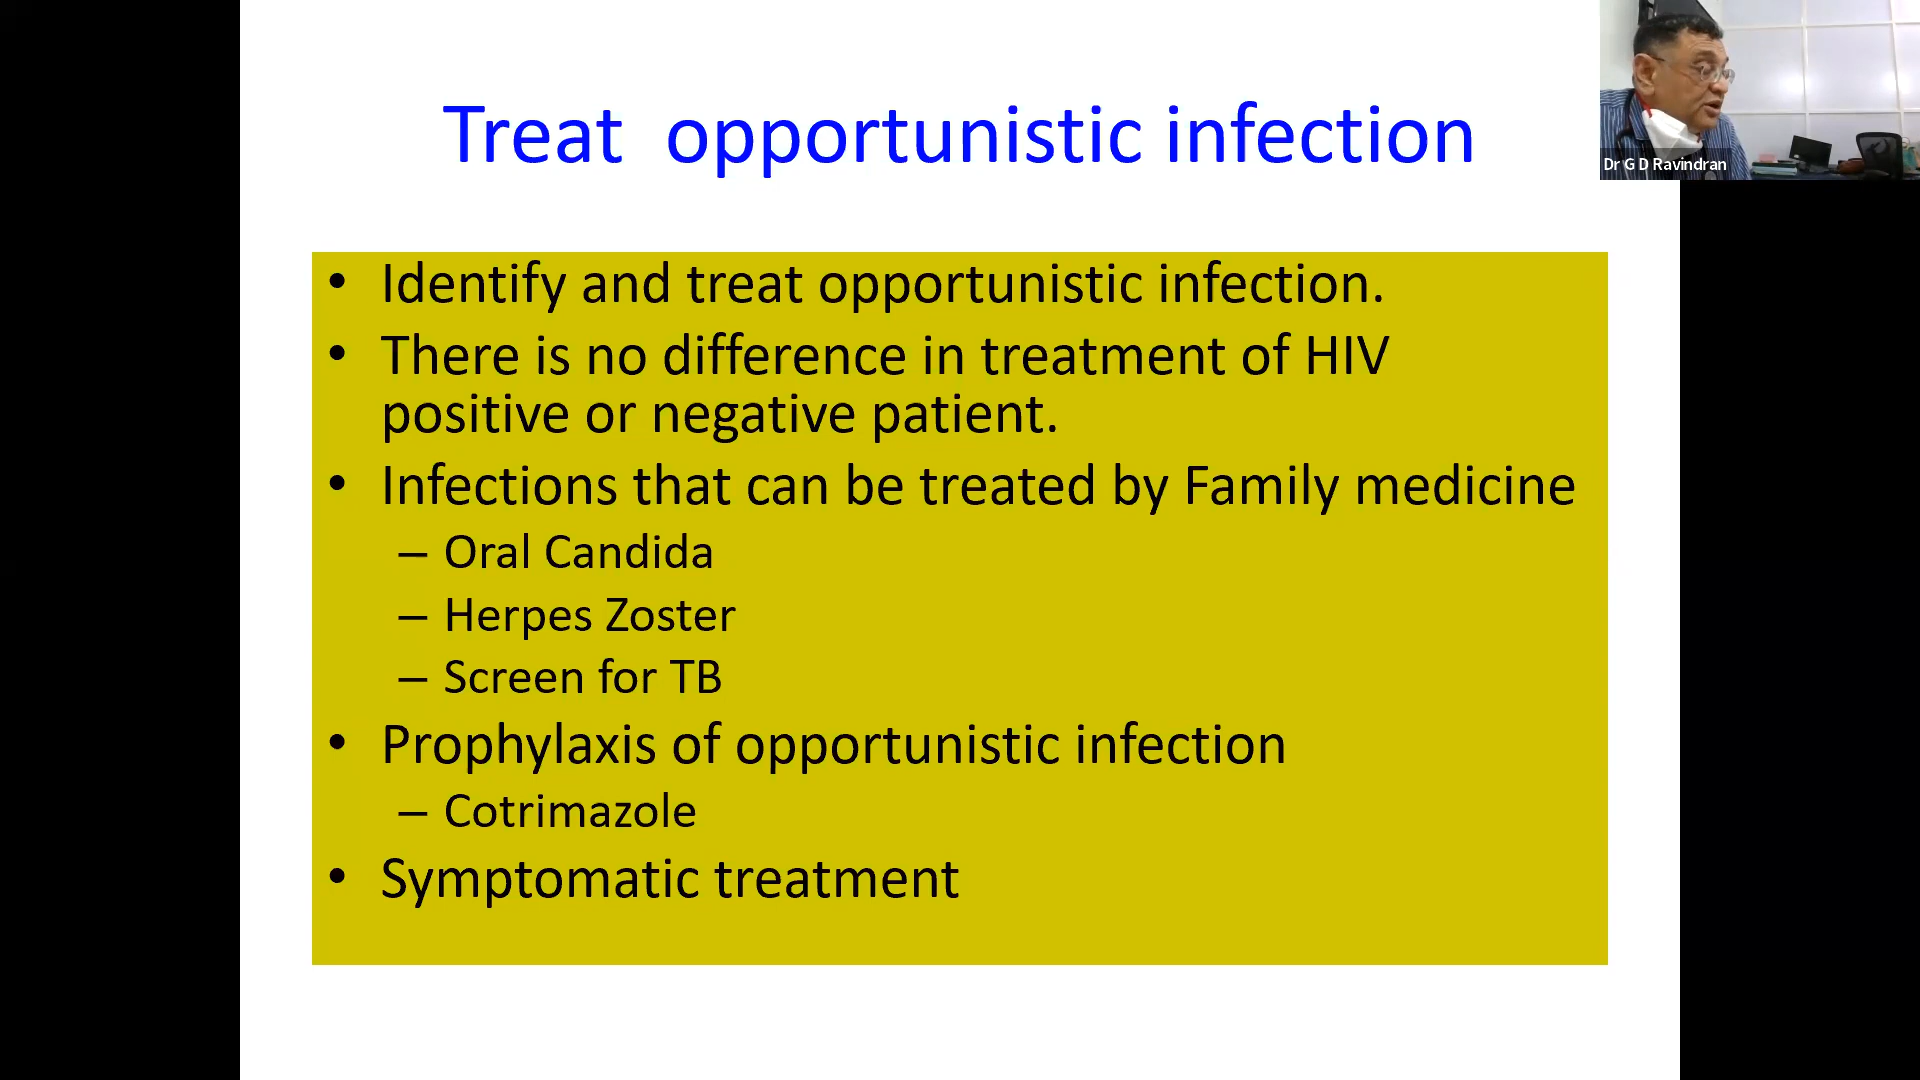 Treat opportunistic infection
Dr G D Ravindran
• Identify and treat opportunistic infection.
• There is no difference in treatment of HIV
positive or negative patient.
• Infections that can be treated by Family medicine
– Oral Candida
– Herpes Zoster
– Screen for TB
• Prophylaxis of opportunistic infection
– Cotrimazole
• Symptomatic treatment